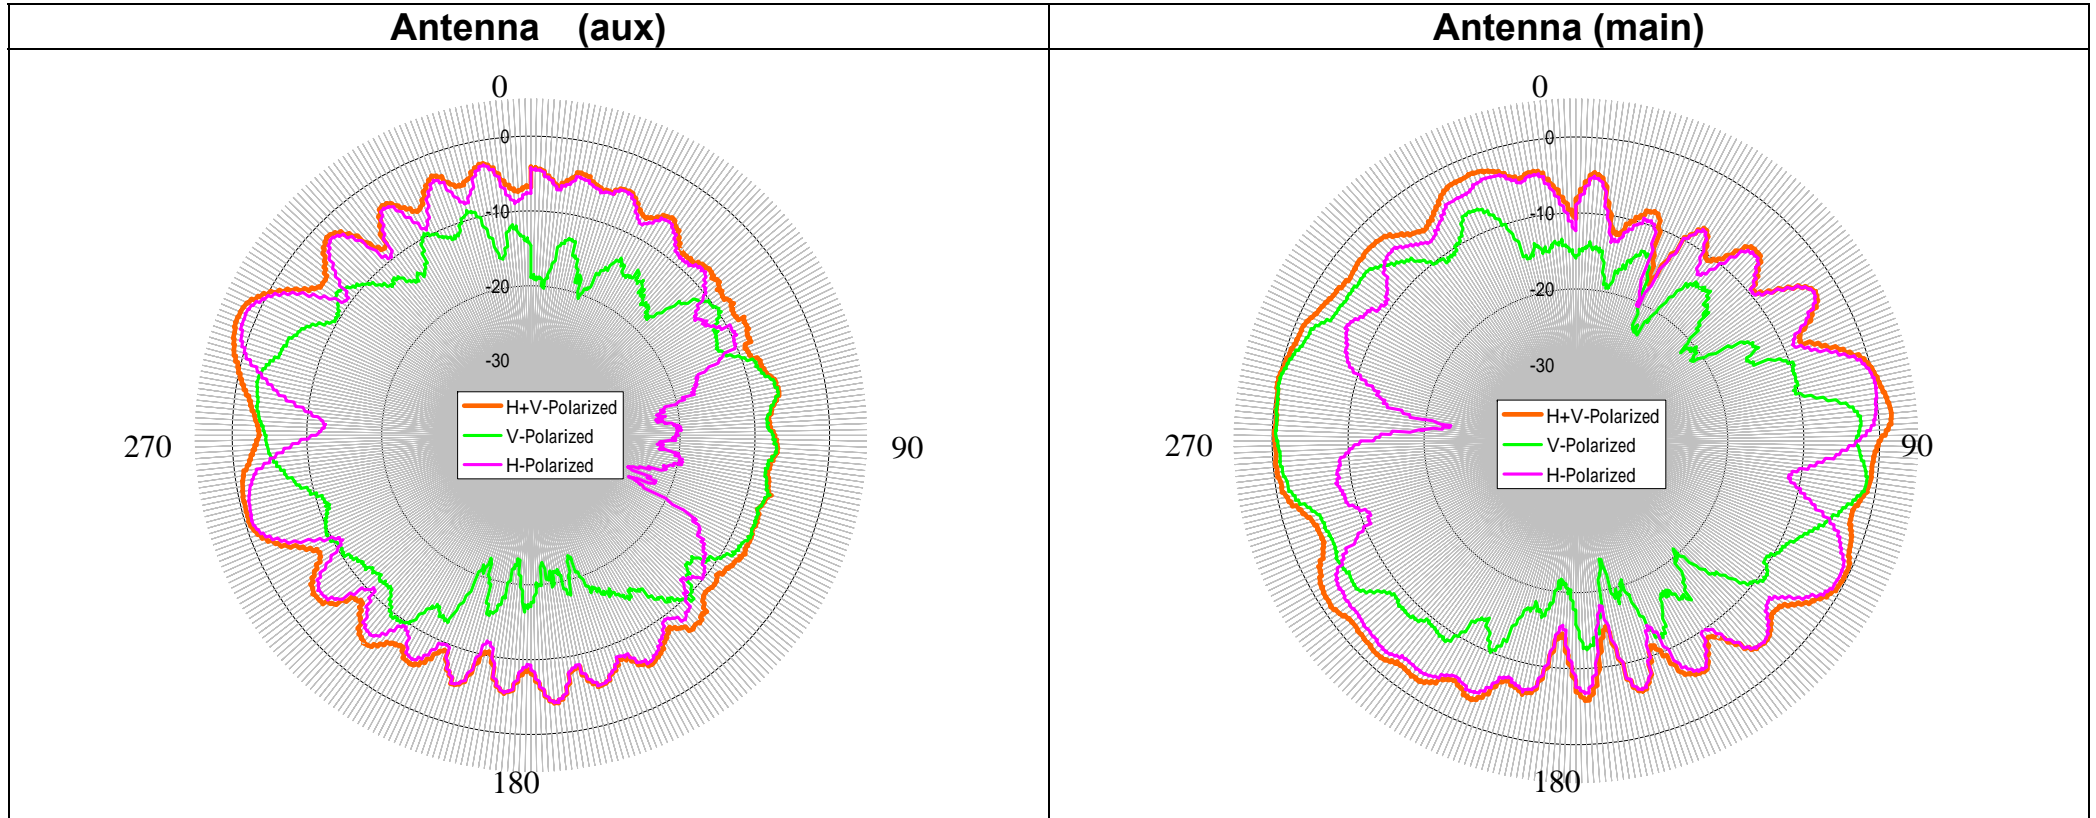 Antenna (aux)
0
0
-10
-20
-30
H+V-Polarized
V-Polarized
H-Polarized
270
90
180
Antenna (main)
0
0
-10
-20
-30
H+V-Polarized
V-Polarized
H-Polarized
270
90
180